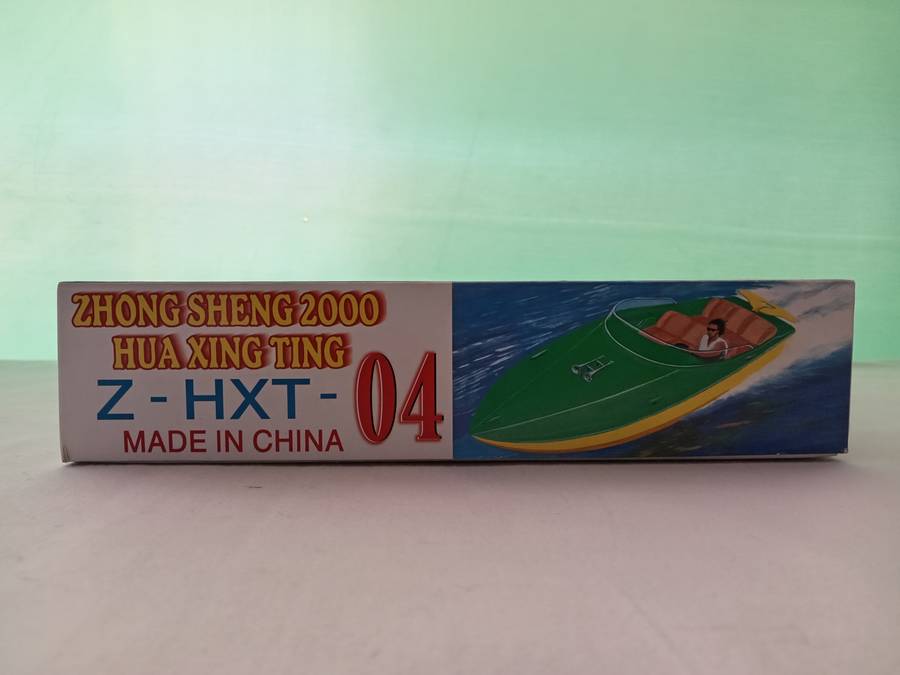 ZHONG SHENG 2000
HUA XING TING
Z - HXT - 04
MADE IN CHINA